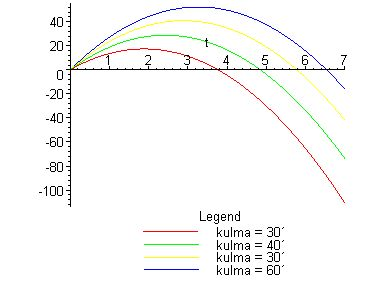 40
20
t
0
1 2 3 4 5 6 7
-20
-40
-60
-80
-100
Legend
kulma = 30´
kulma = 40´
kulma = 30´
kulma = 60´